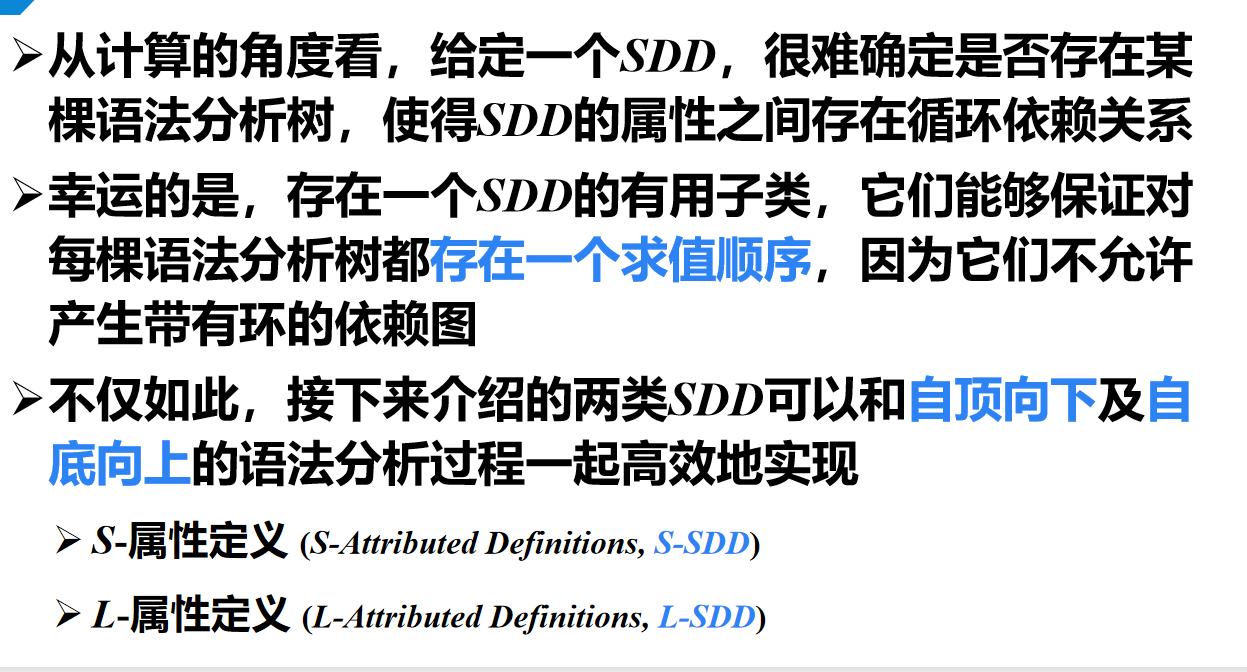 ➢从计算的角度看，给定一个SDD，很难确定是否存在某
棵语法分析树，使得SDD的属性之间存在循环依赖关系
➢幸运的是，存在一个SDD的有用子类，它们能够保证对
每棵语法分析树都存在一个求值顺序，因为它们不允许
产生带有环的依赖图
➢不仅如此，接下来介绍的两类SDD可以和自顶向下及自
底向上的语法分析过程一起高效地实现
➢S-属性定义 (S-Attributed Definitions, S-SDD)
➢L-属性定义 (L-Attributed Definitions, L-SDD)